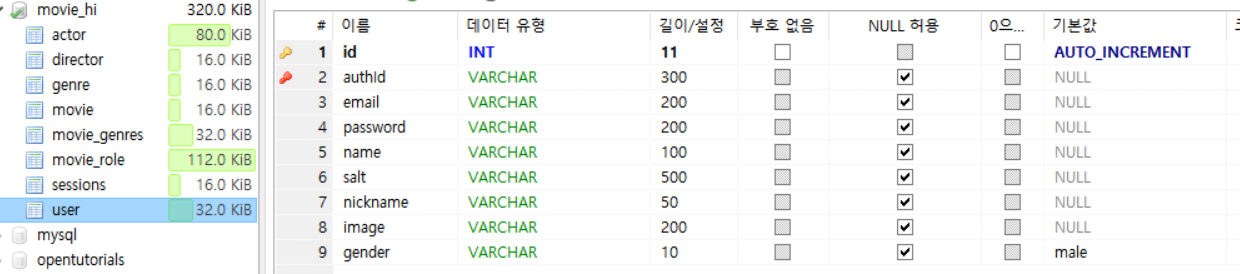 movie_hi 320.0 KiB
actor 80.0 KiB
director 16.0 KiB
genre 16.0 KiB
movie 16.0 KiB
movie_genres 32.0 KiB
movie_role 112.0 KiB
sessions 16.0 KiB
user 32.0 KiB
mysql
opentutorials
# 이름 데이터 유형 길이/설정 부호 없음 NULL 허용 0으... 기본값
1 id INT 11 AUTO_INCREMENT
2 authId VARCHAR 300 NULL
3 email VARCHAR 200 NULL
4 password VARCHAR 200 NULL
5 name VARCHAR 100 NULL
6 salt VARCHAR 500 NULL
7 nickname VARCHAR 50 NULL
8 image VARCHAR 200 NULL
9 gender VARCHAR 10 male